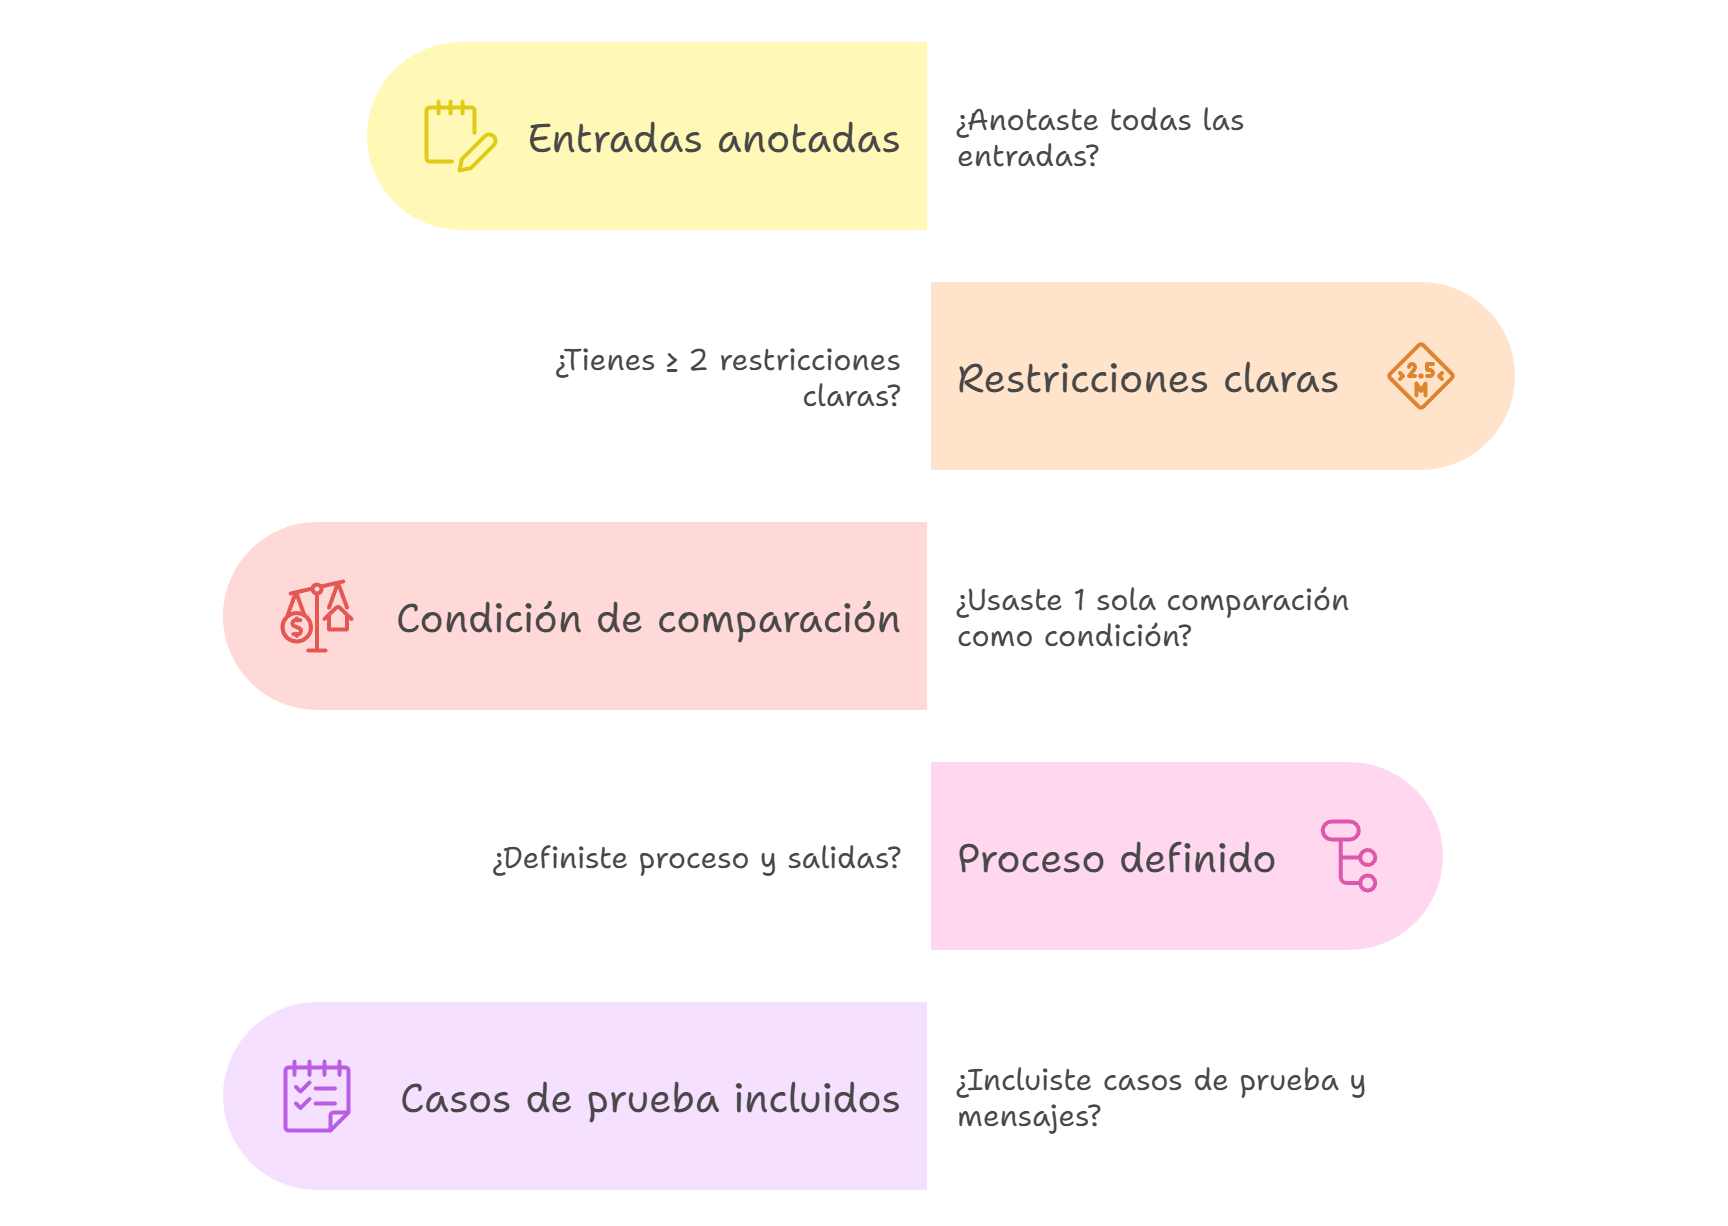 Entradas anotadas
¿Anotaste todas las
entradas?
¿Tienes ≥ 2 restricciones
claras?
Restricciones claras
2.5
M
Condición de comparación
¿Usaste 1 sola comparación
como condición?
¿Definiste proceso y salidas?
Proceso definido
Casos de prueba incluidos
¿Incluiste casos de prueba y
mensajes?